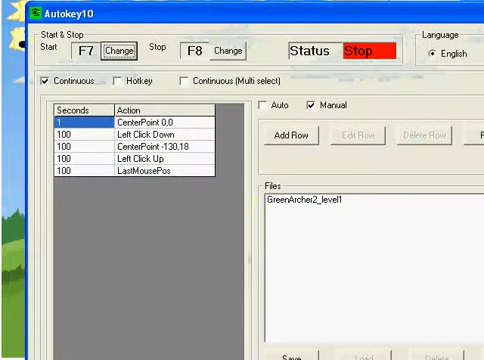 Autokey10
Start & Stop
Language
Start F7 Change Stop F8 Change Status Stop
English
Continuous Hotkey Continuous (Multi select)
Auto Manual
Seconds Action
1 CenterPoint 0,0
100 Left Click Down
100 CenterPoint -130,18
100 Left Click Up
100 LastMousePos
Add Row Edit Row Delete Row
Files
GreenArcher2_level1
Save Load Delete